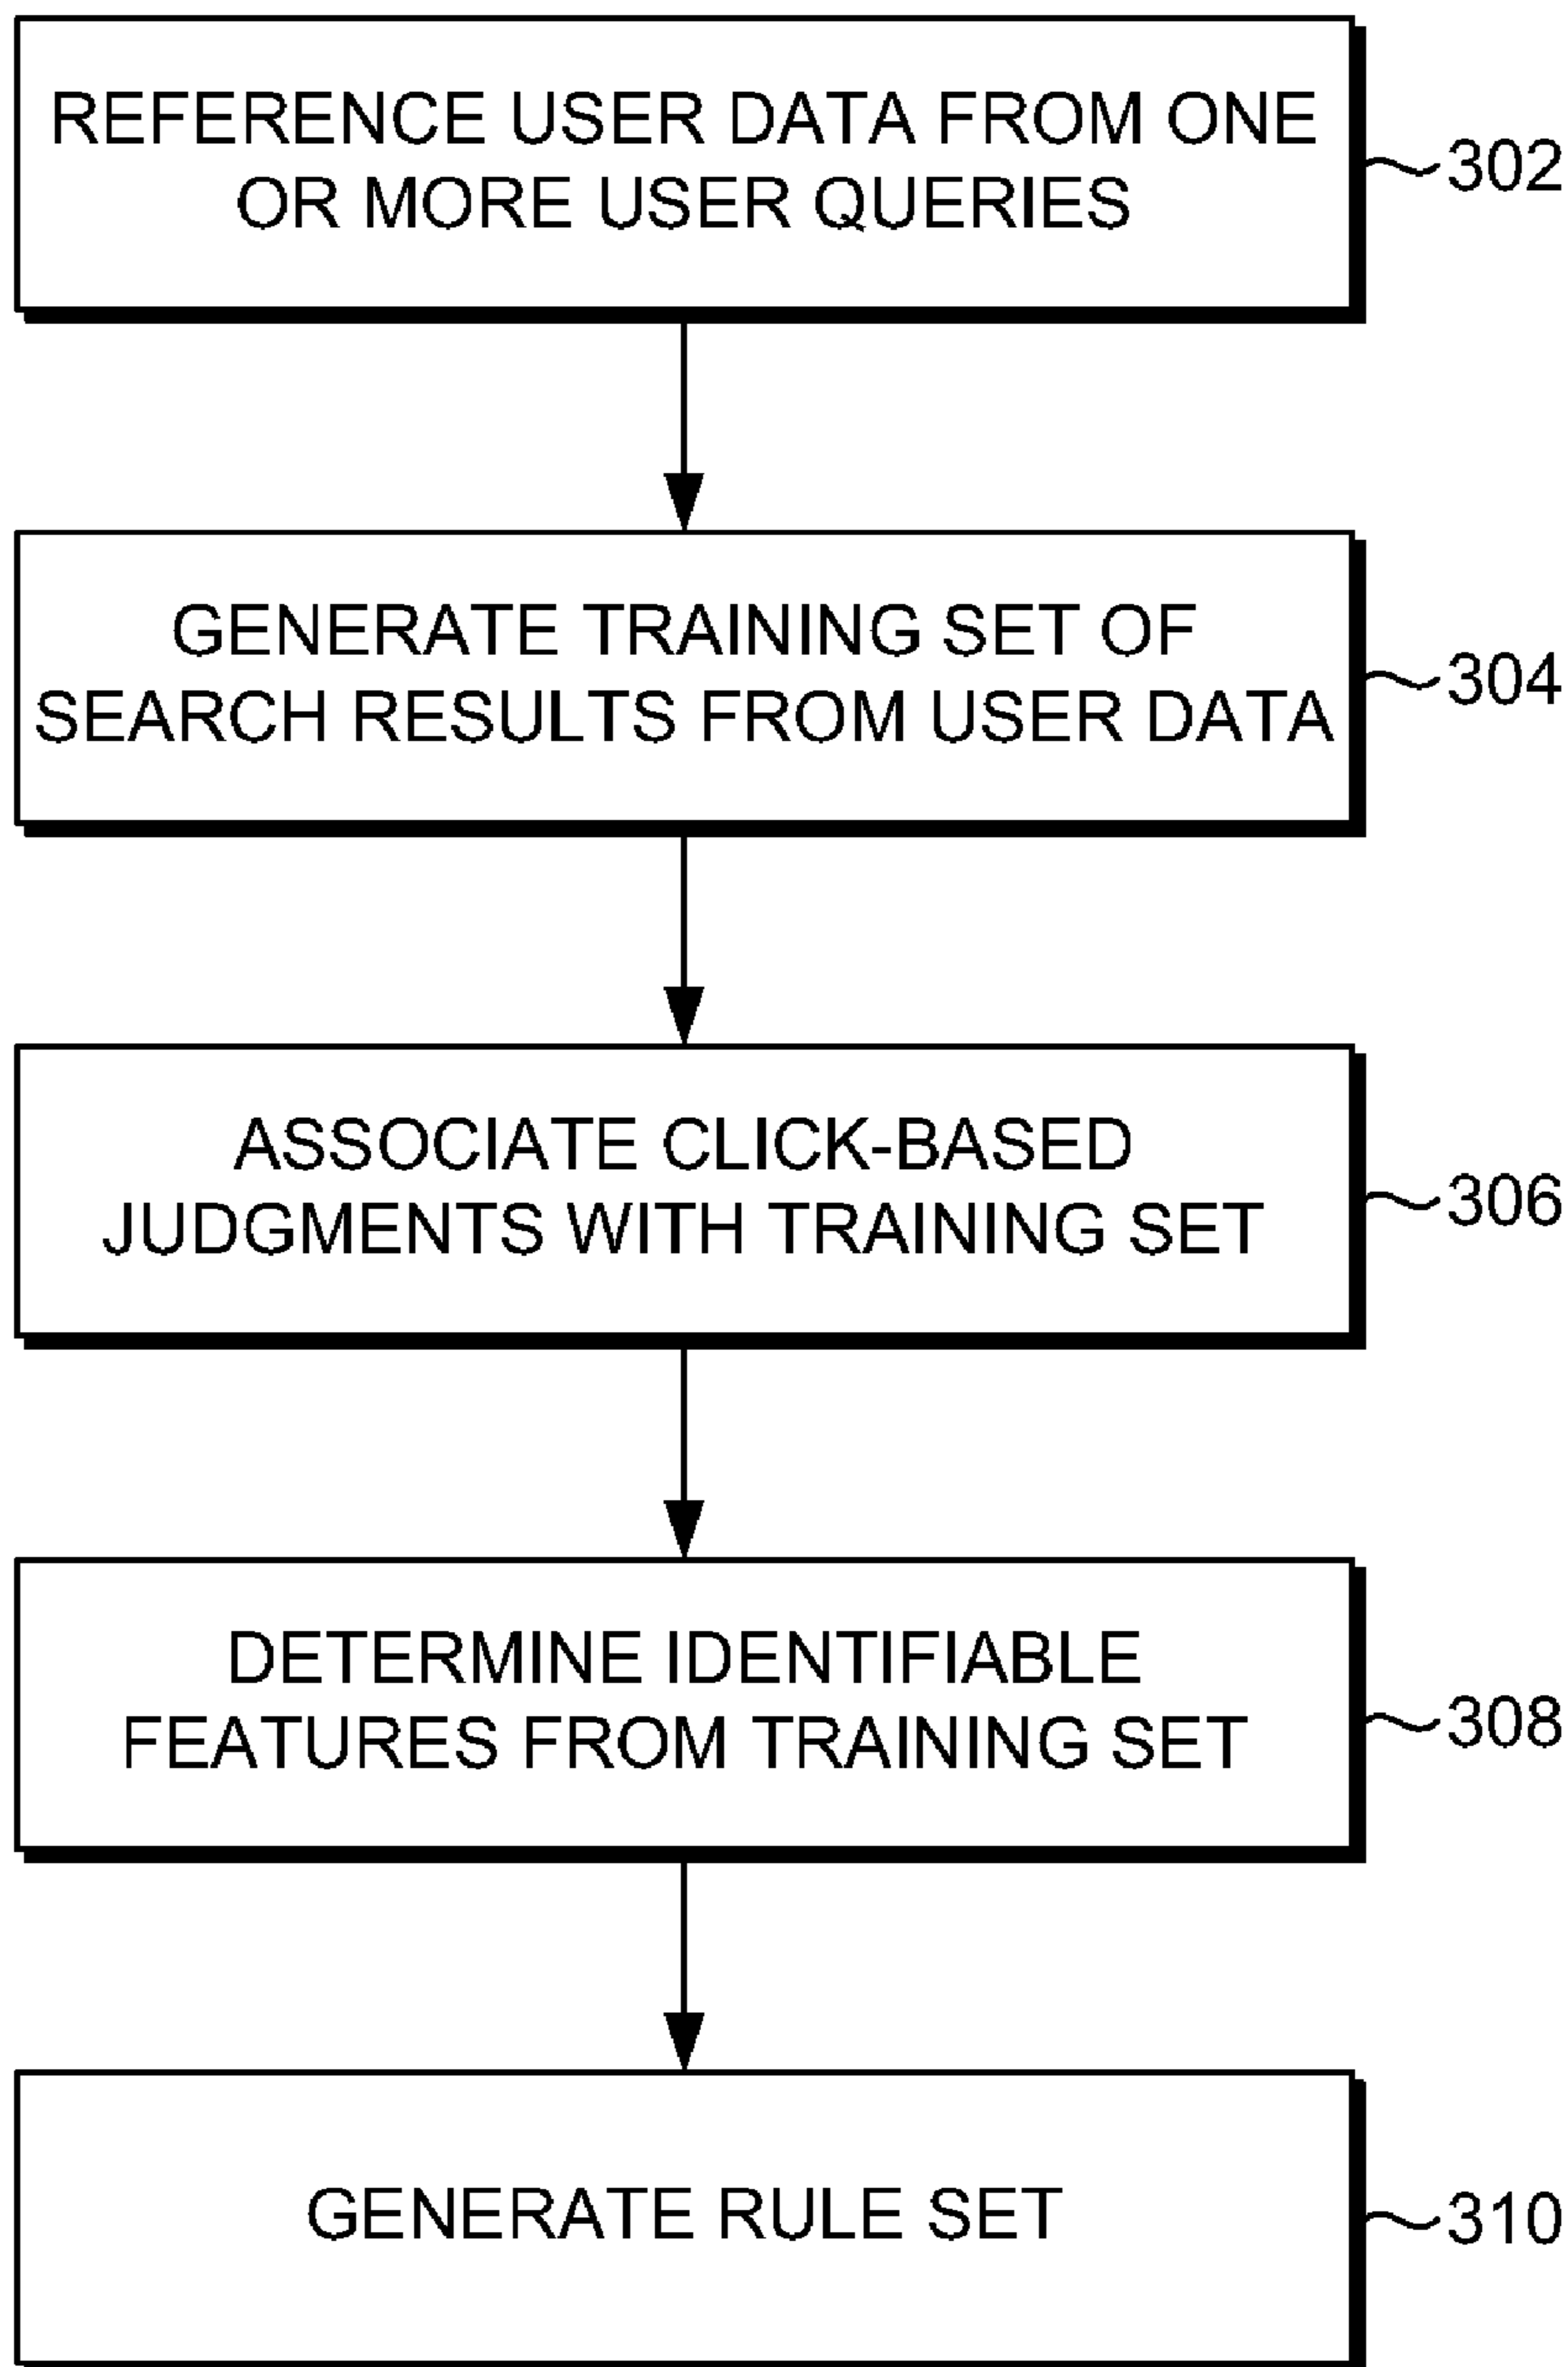 REFERENCE USER DATA FROM ONE
OR MORE USER QUERIES
302
GENERATE TRAINING SET OF
SEARCH RESULTS FROM USER DATA
304
ASSOCIATE CLICK-BASED
JUDGMENTS WITH TRAINING SET
306
DETERMINE IDENTIFIABLE
FEATURES FROM TRAINING SET
308
GENERATE RULE SET
310